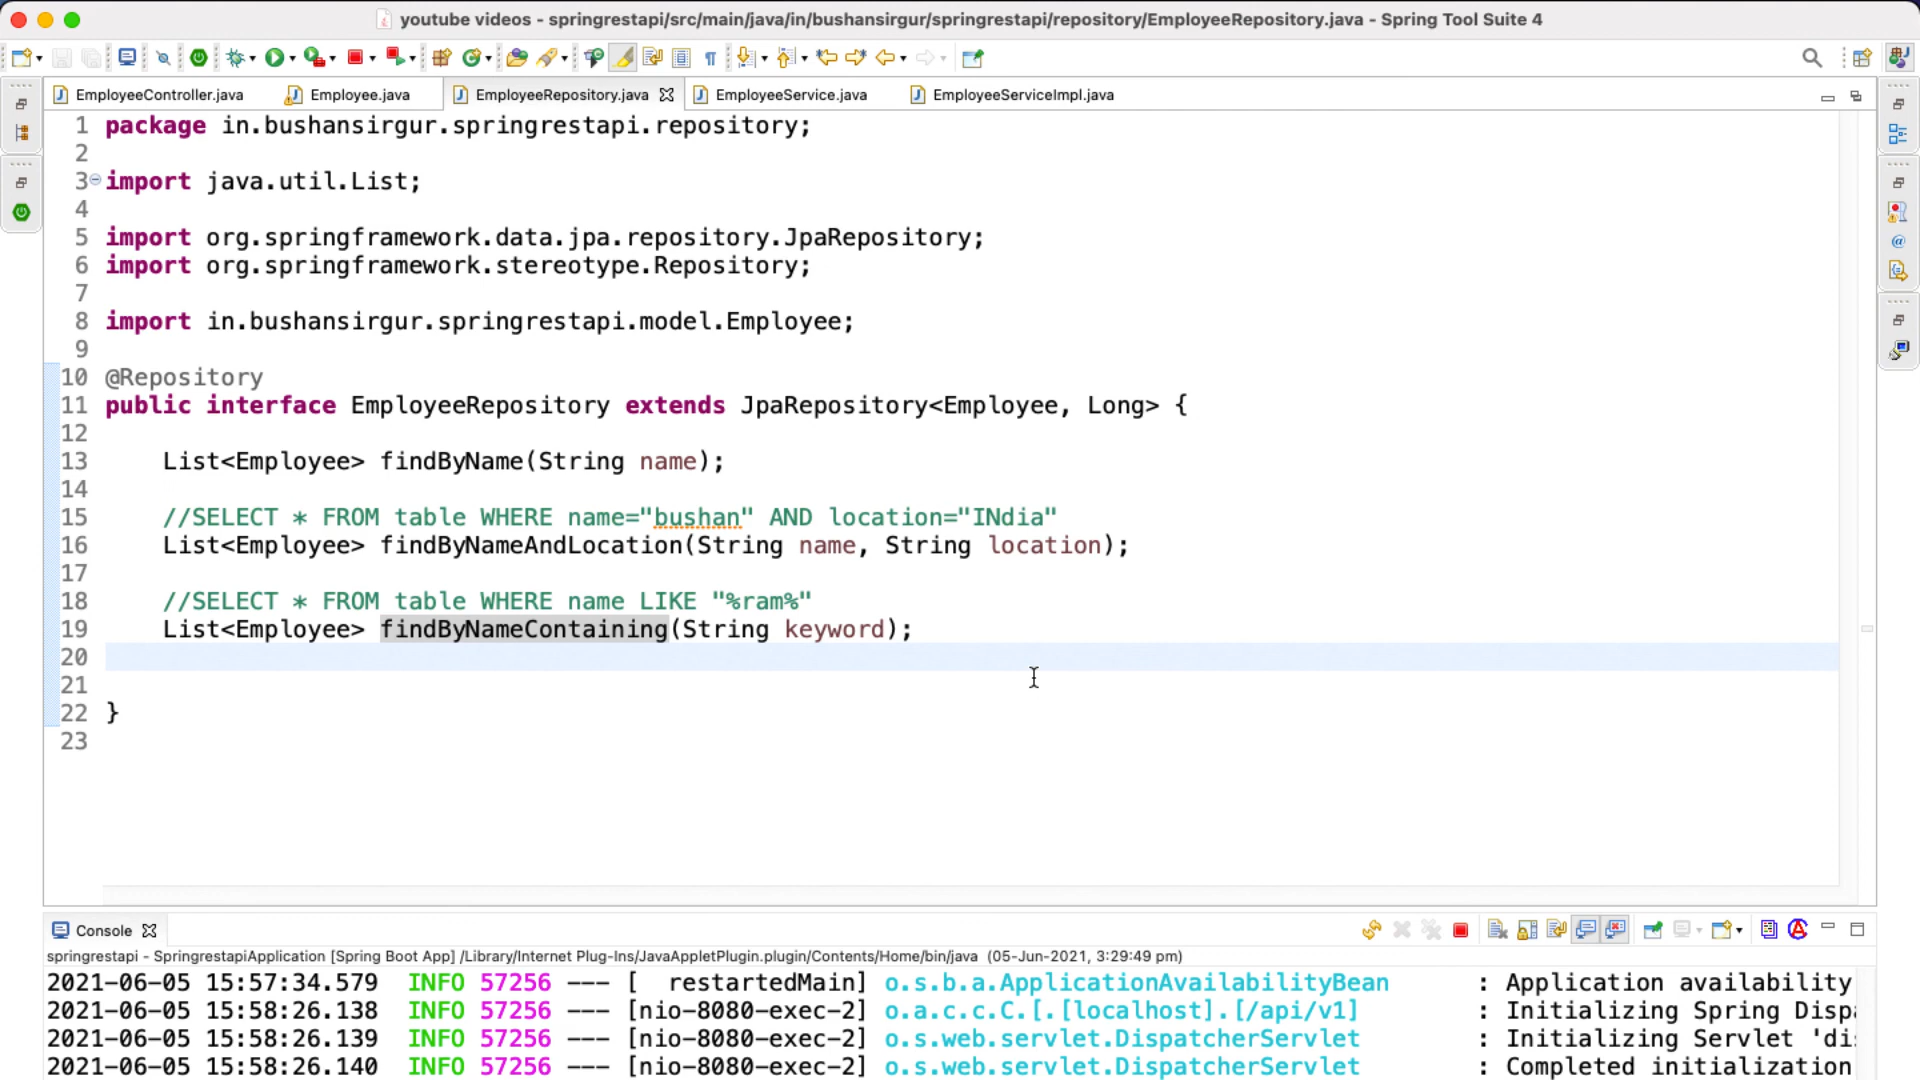 youtube videos - springrestapi/src/main/java/in/bushansirgur/springrestapi/repository/EmployeeRepository.java - Spring Tool Suite 4
EmployeeController.java Employee.java EmployeeRepository.java EmployeeService.java EmployeeServiceImpl.java
1 package in.bushansirgur.springrestapi.repository;
2
3 import java.util.List;
4
5 import org.springframework.data.jpa.repository.JpaRepository;
6 import org.springframework.stereotype.Repository;
7
8 import in.bushansirgur.springrestapi.model.Employee;
9
10 @Repository
11 public interface EmployeeRepository extends JpaRepository<Employee, Long> {
12
13 List<Employee> findByName(String name);
14
15 //SELECT * FROM table WHERE name="bushan" AND location="INdia"
16 List<Employee> findByNameAndLocation(String name, String location);
17
18 //SELECT * FROM table WHERE name LIKE "%ram%"
19 List<Employee> findByNameContaining(String keyword);
20
21
22 }
23
Console
springrestapi - SpringrestapiApplication [Spring Boot App] /Library/Internet Plug-Ins/JavaAppletPlugin.plugin/Contents/Home/bin/java (05-Jun-2021, 3:29:49 pm)
2021-06-05 15:57:34.579 INFO 57256 --- [ restartedMain] o.s.b.a.ApplicationAvailabilityBean : Application availability
2021-06-05 15:58:26.138 INFO 57256 --- [nio-8080-exec-2] o.a.c.c.C.[.[localhost].[/api/v1] : Initializing Spring Disp
2021-06-05 15:58:26.139 INFO 57256 --- [nio-8080-exec-2] o.s.web.servlet.DispatcherServlet : Initializing Servlet 'di
2021-06-05 15:58:26.140 INFO 57256 --- [nio-8080-exec-2] o.s.web.servlet.DispatcherServlet : Completed initialization